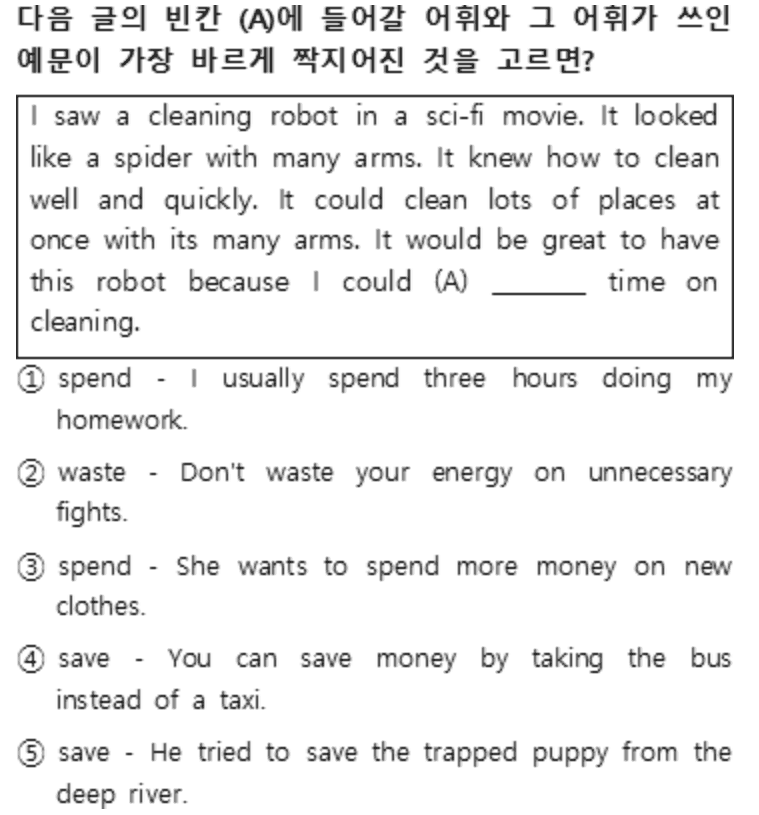 다음 글의 빈칸 (A)에 들어갈 어휘와 그 어휘가 쓰인
예문이 가장 바르게 짝지어진 것을 고르면?
I saw a cleaning robot in a sci-fi movie. It looked
like a spider with many arms. It knew how to clean
well and quickly. It could clean lots of places at
once with its many arms. It would be great to have
this robot because I could (A) ______ time on
cleaning.
① spend - I usually spend three hours doing my
homework.
② waste - Don't waste your energy on unnecessary
fights.
③ spend - She wants to spend more money on new
clothes.
④ save - You can save money by taking the bus
instead of a taxi.
⑤ save - He tried to save the trapped puppy from the
deep river.